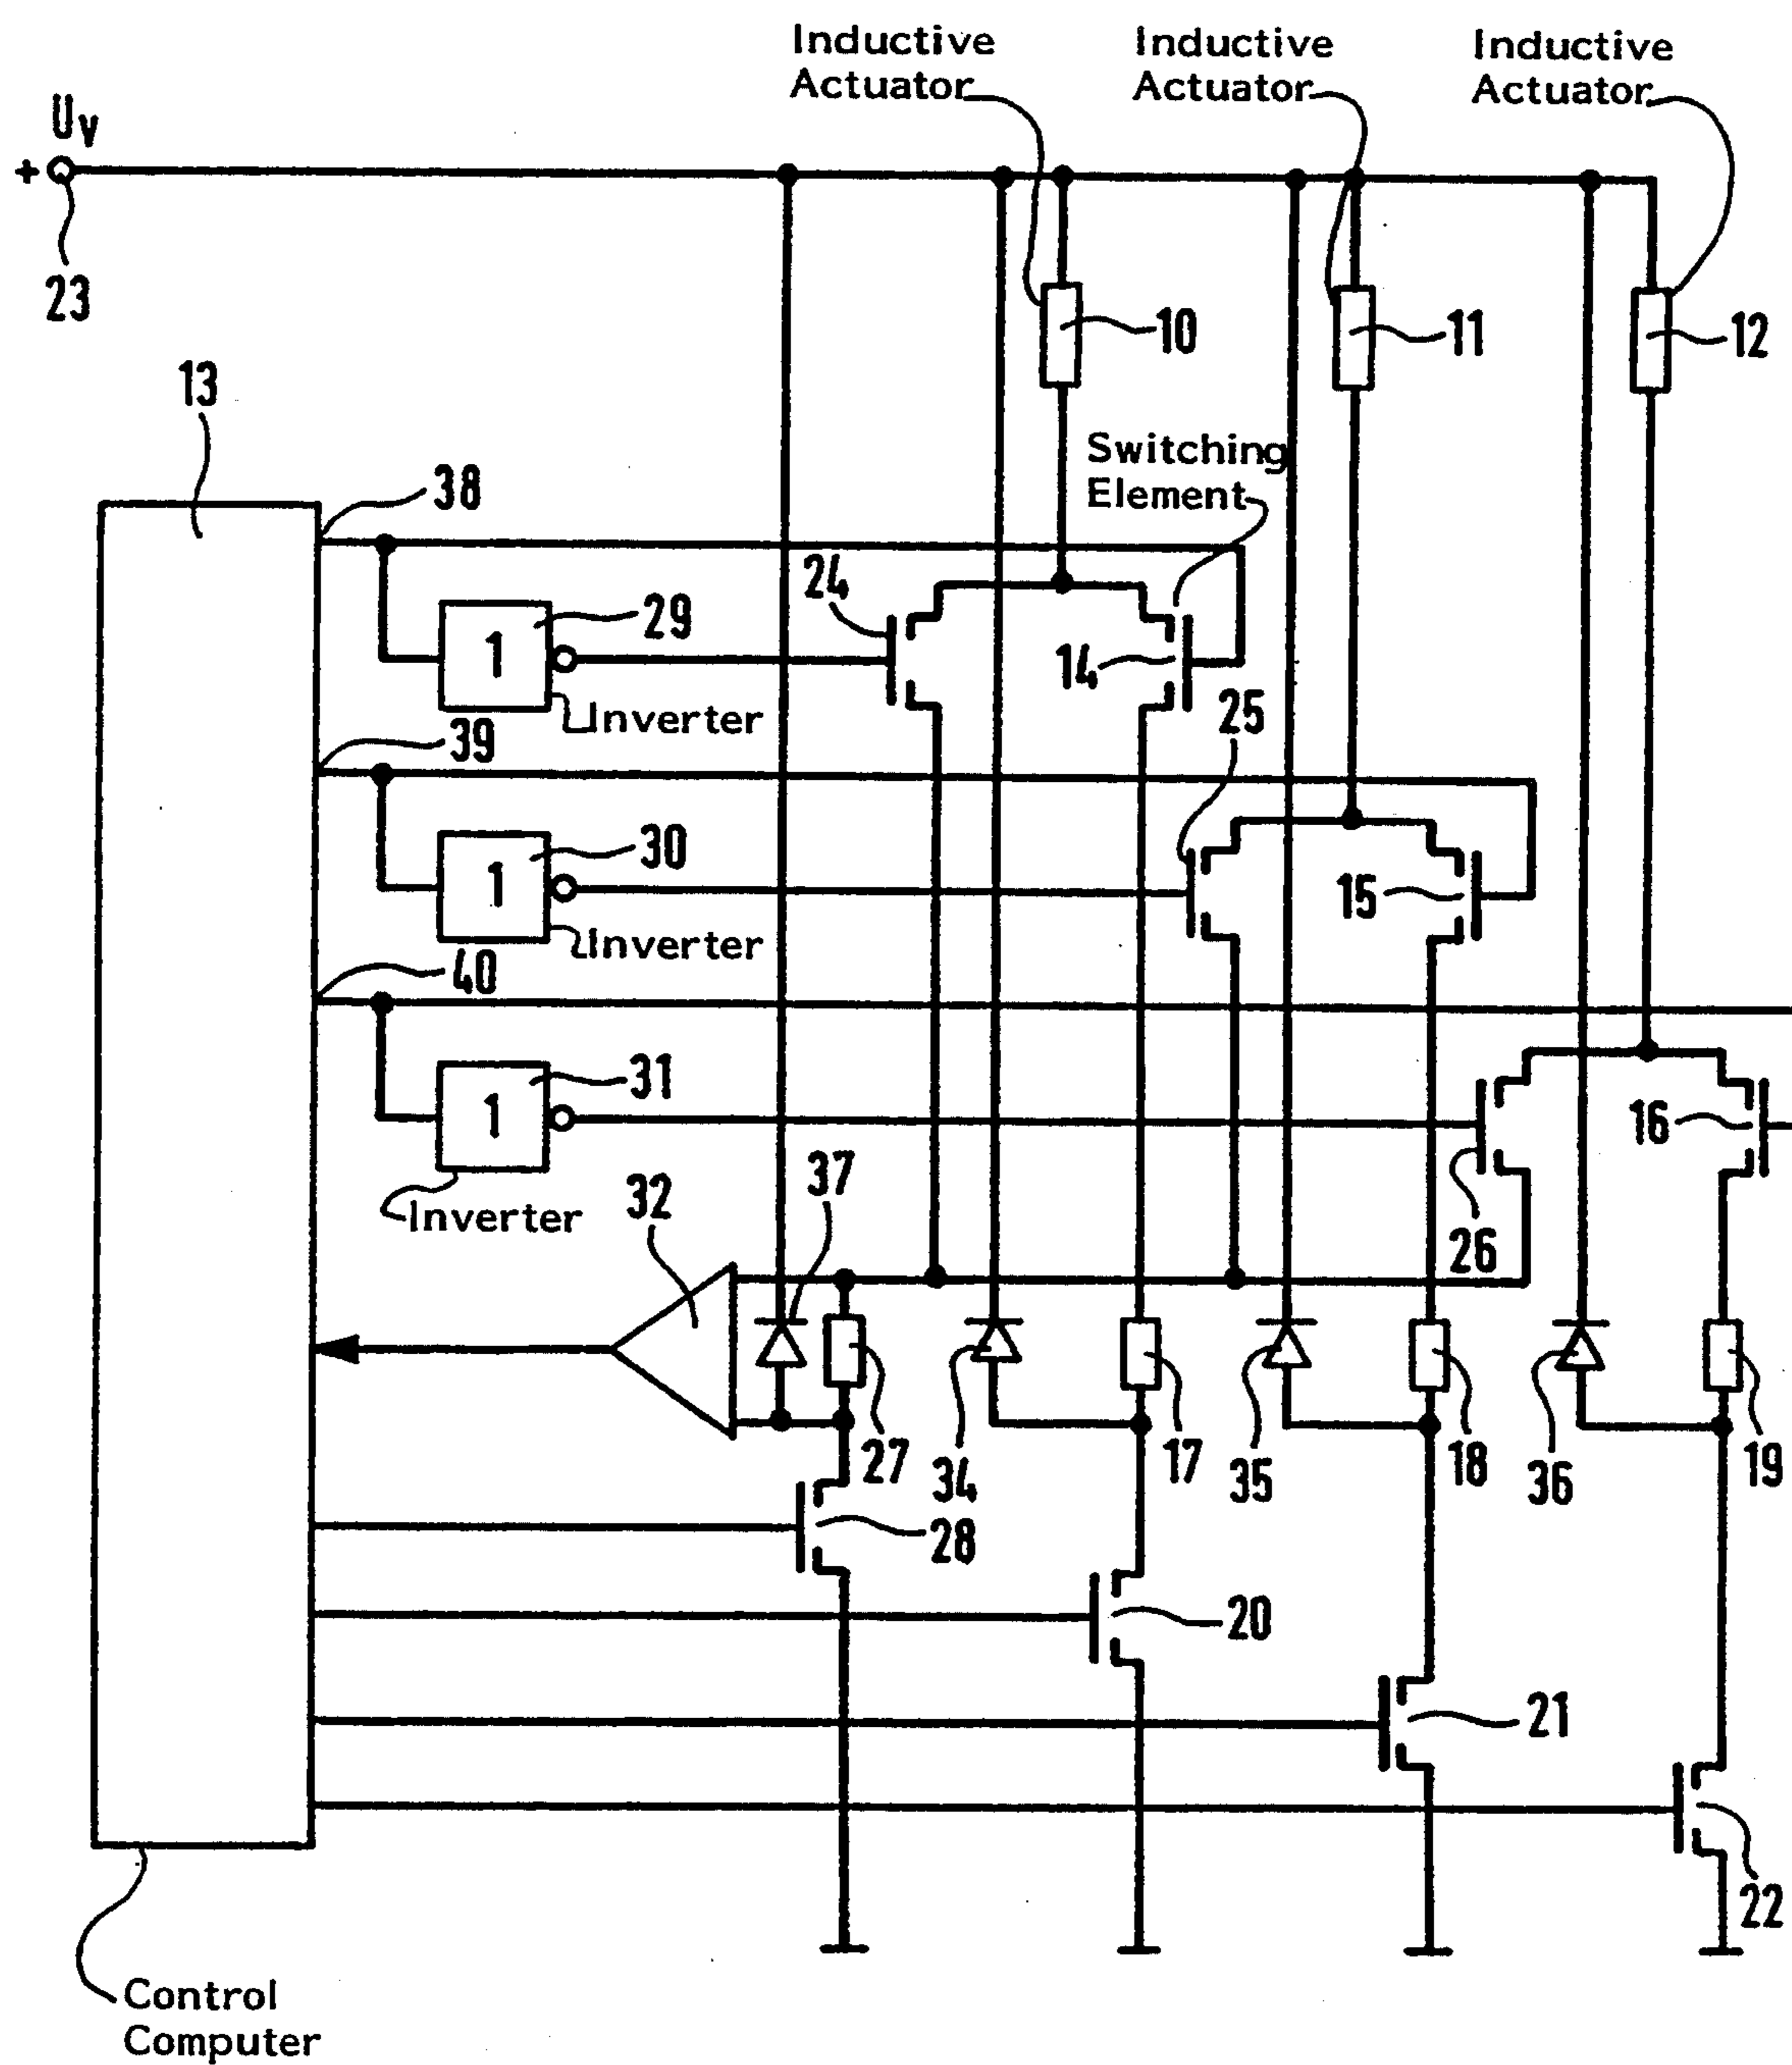 Inductive
Actuator
Inductive
Actuator
Inductive
Actuator
Uv
+
23
10
11
12
13
Switching
Element
38
24
29
1
14
Inverter
25
39
30
1
15
Inverter
40
31
1
16
37
32
Inverter
26
27
34
17
35
18
36
19
28
20
21
22
Control
Computer